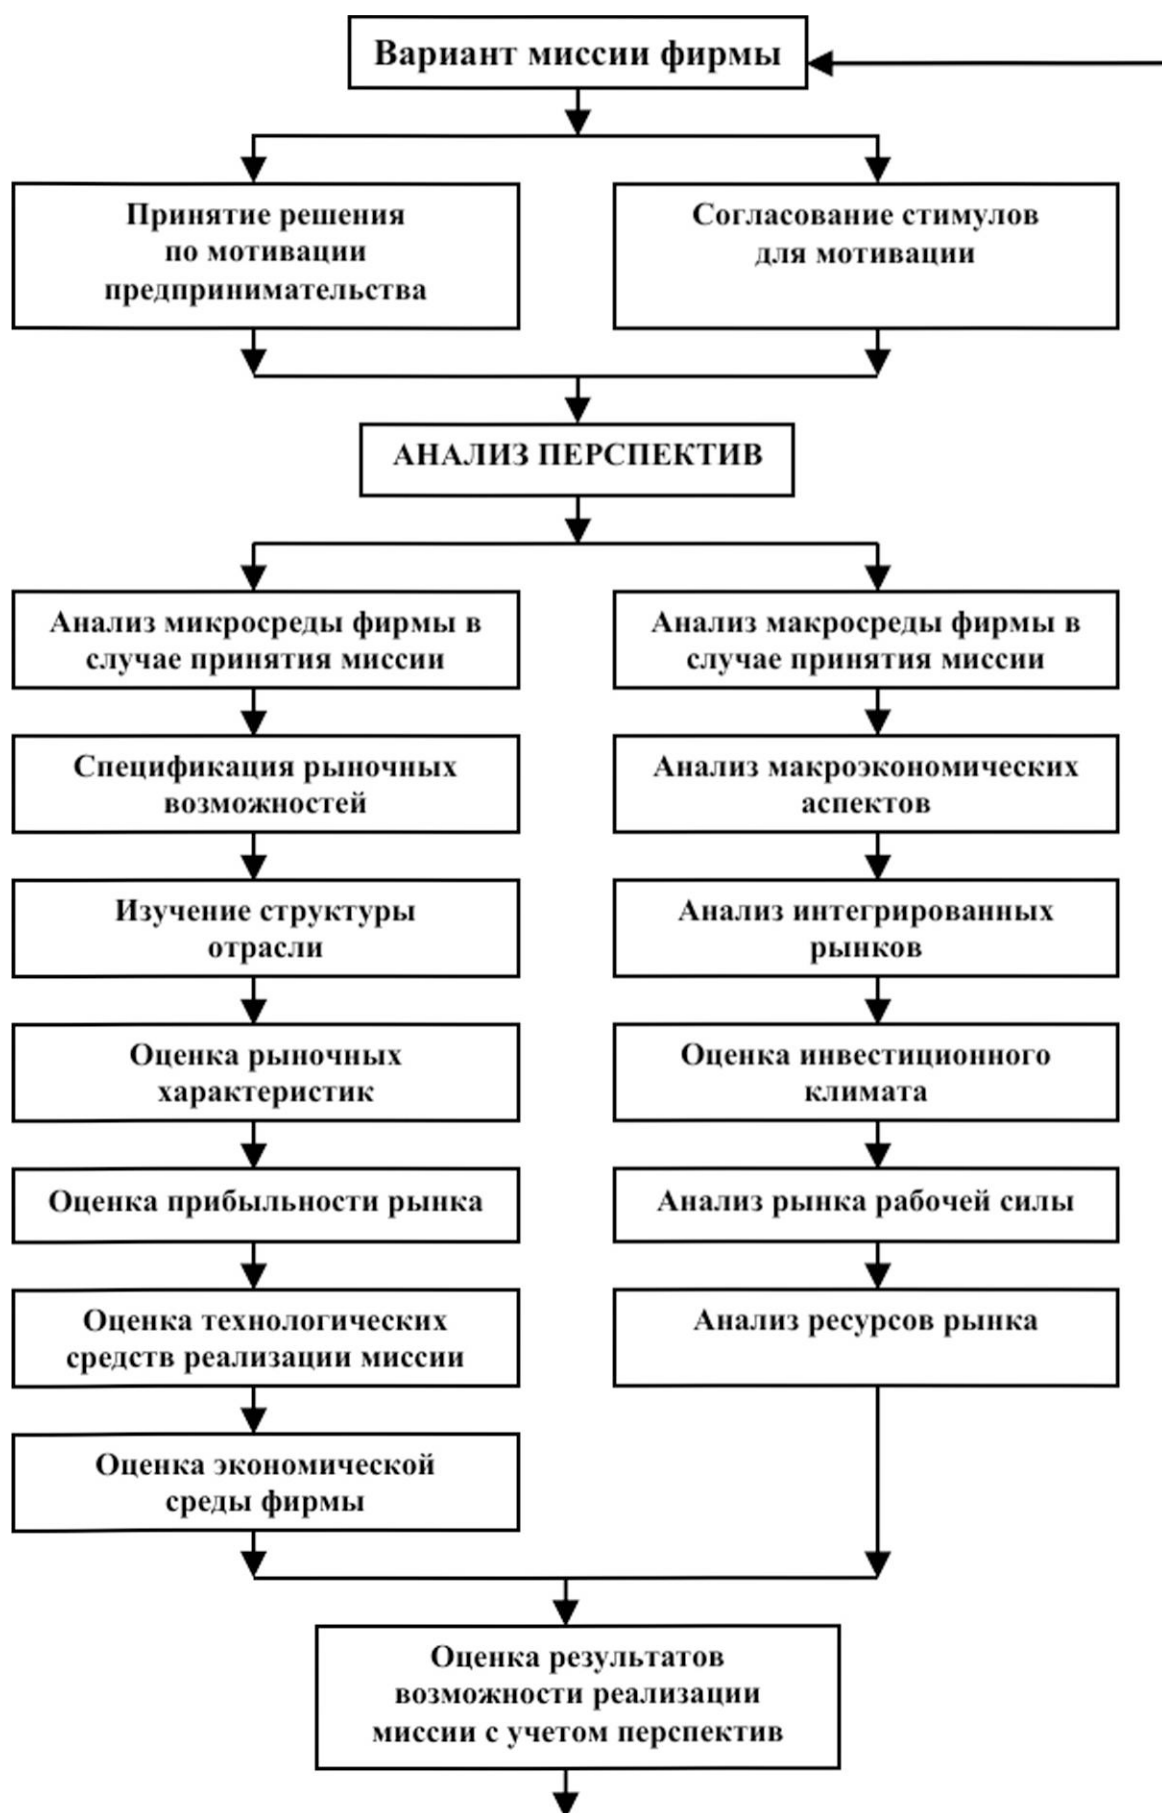 Вариант миссии фирмы
Принятие решения
по мотивации
предпринимательства
Согласование стимулов
для мотивации
АНАЛИЗ ПЕРСПЕКТИВ
Анализ микросреды фирмы в
случае принятия миссии
Анализ макросреды фирмы в
случае принятия миссии
Спецификация рыночных
возможностей
Анализ макроэкономических
аспектов
Изучение структуры
отрасли
Анализ интегрированных
рынков
Оценка рыночных
характеристик
Оценка инвестиционного
климата
Оценка прибыльности рынка
Анализ рынка рабочей силы
Оценка технологических
средств реализации миссии
Анализ ресурсов рынка
Оценка экономической
среды фирмы
Оценка результатов
возможности реализации
миссии с учетом перспектив